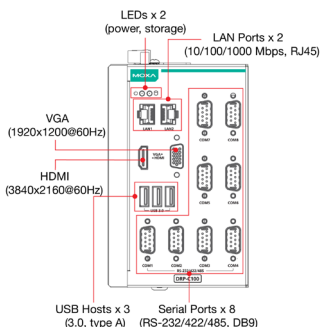 LEDs x 2
(power, storage)
LAN Ports x 2
(10/100/1000 Mbps, RJ45)
MOXA
LAN1
LAN2
COM7
COM8
VGA
(1920x1200@60Hz)
VGA+
+HDMI
HDMI
(3840x2160@60Hz)
COM5
COM6
USB 3.0
COM1
COM2
COM3
COM4
RS-232/422/485
DRP-C100
USB Hosts x 3
(3.0, type A)
Serial Ports x 8
(RS-232/422/485, DB9)